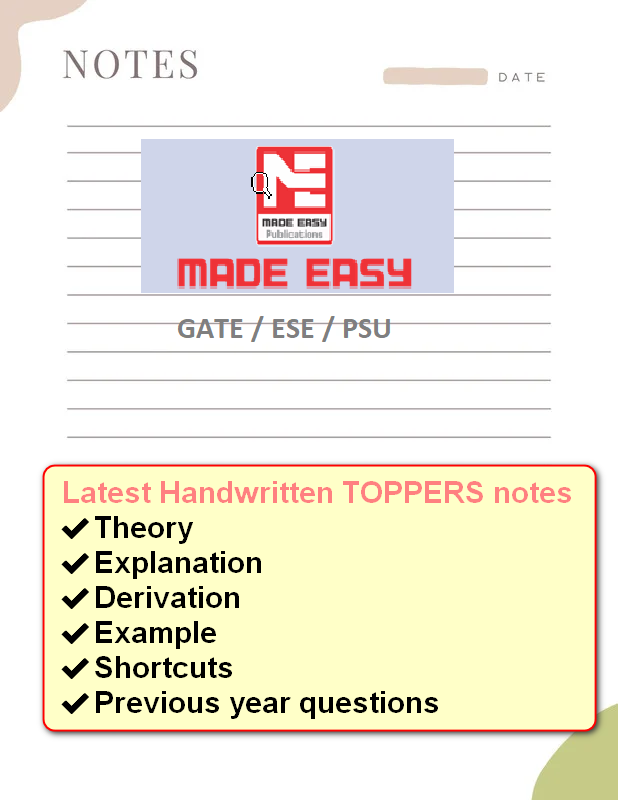 NOTES
DATE
MADE EASY
Publications
MADE EASY
GATE / ESE / PSU
Latest Handwritten TOPPERS notes
Theory
Explanation
Derivation
Example
Shortcuts
Previous year questions